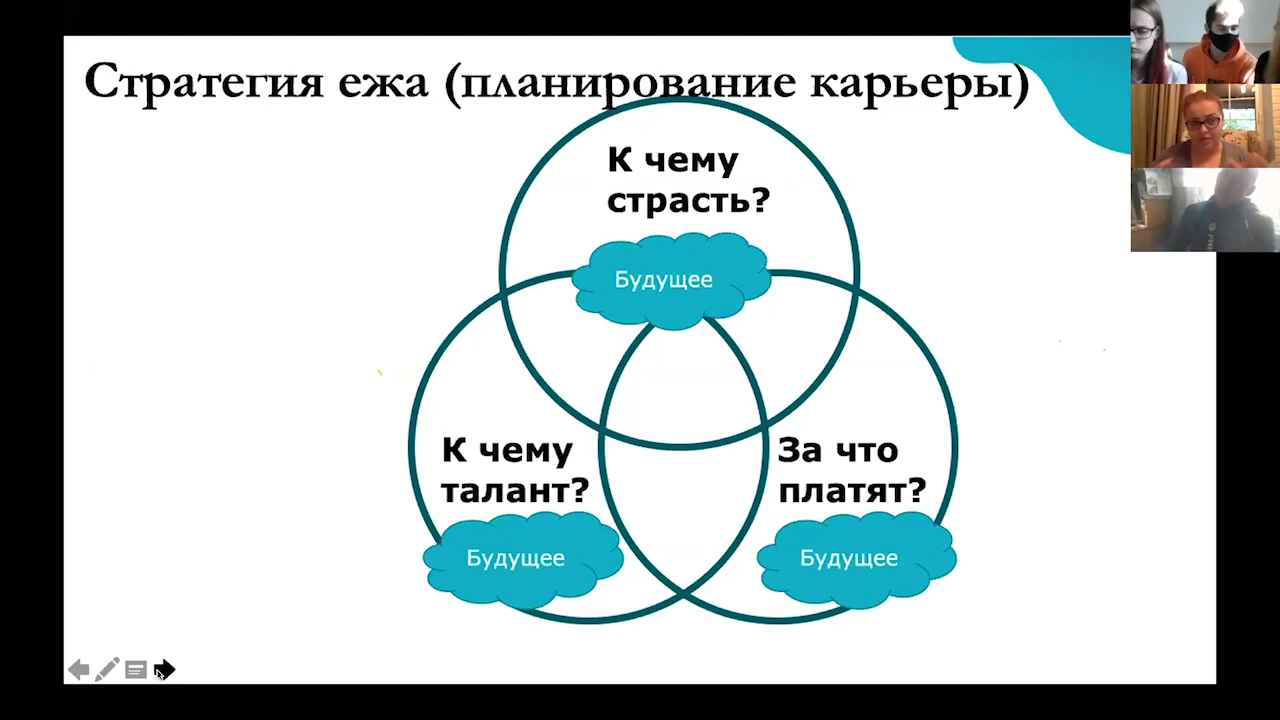 Стратегия ежа (планирование карьеры)
К чему
страсть?
Будущее
К чему
талант?
Будущее
За что
платят?
Будущее